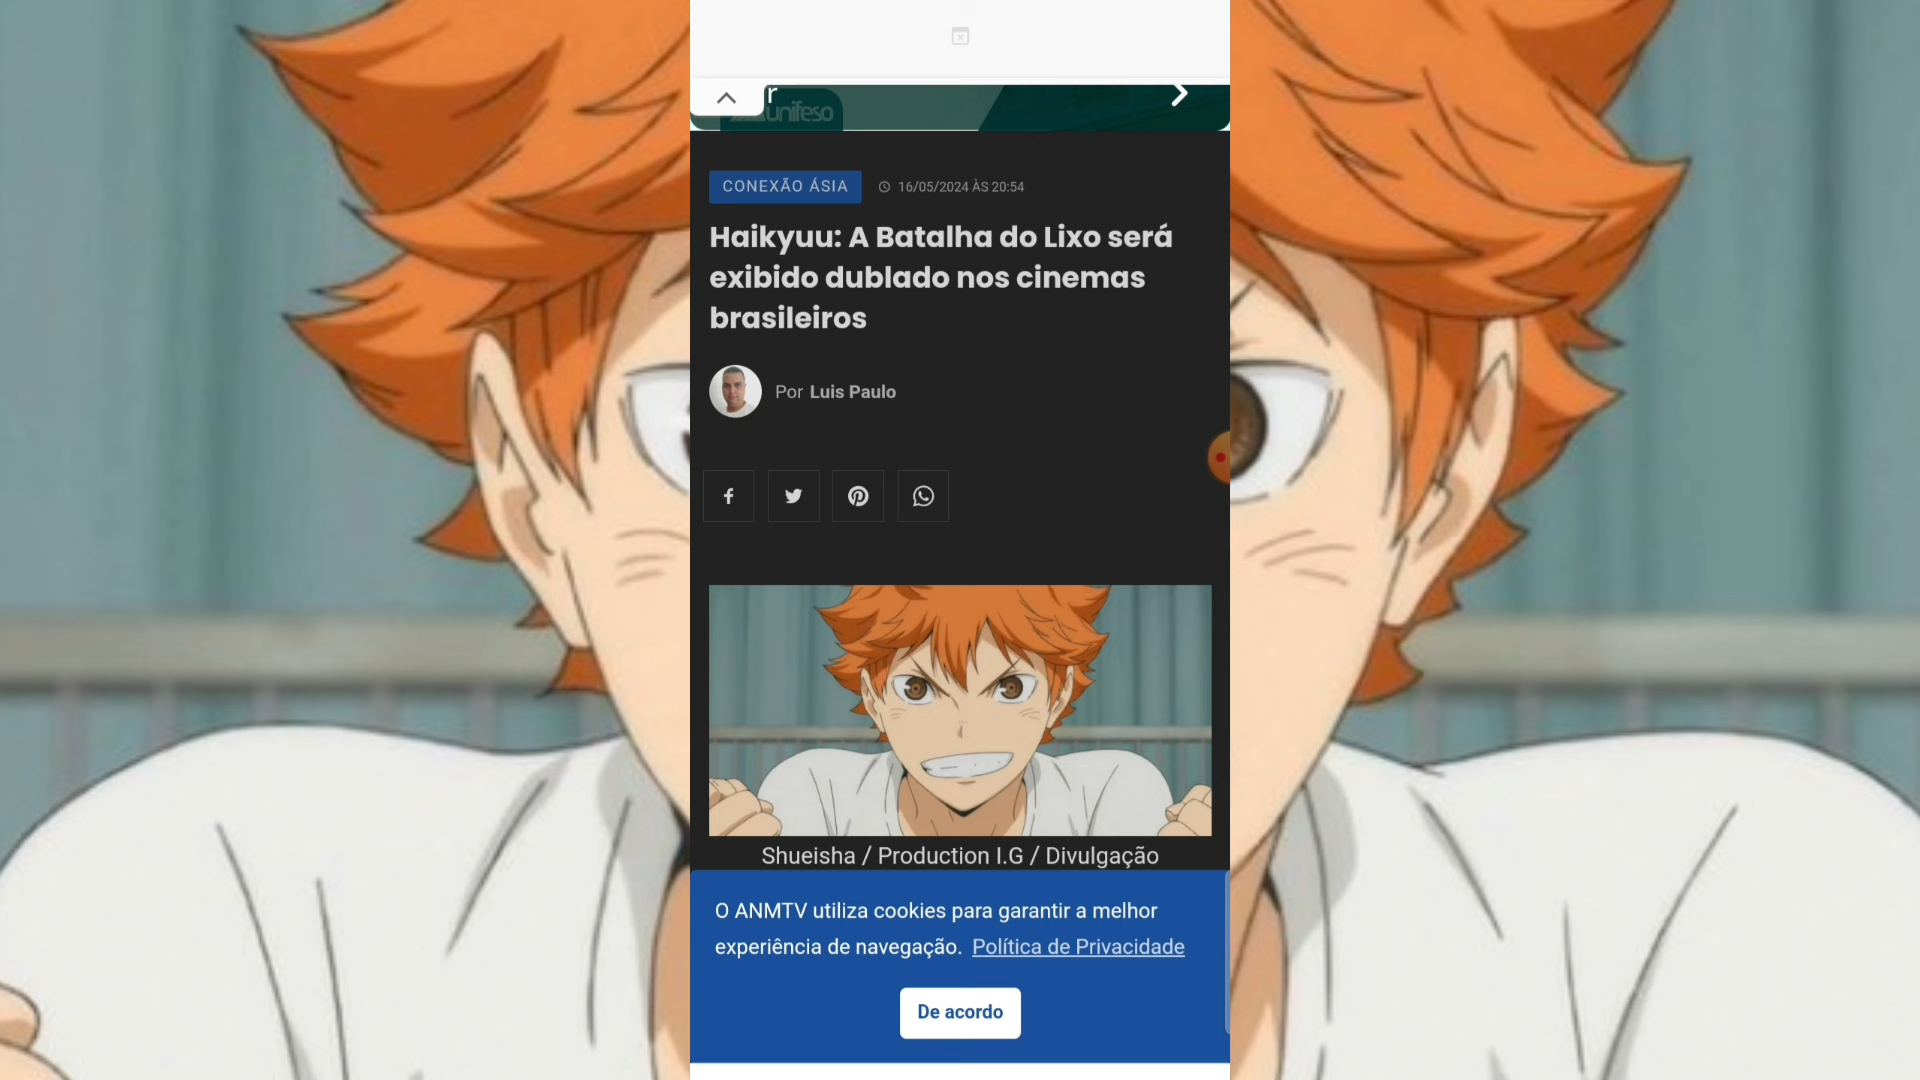 r
unifeso
CONEXÃO ÁSIA
16/05/2024 ÀS 20:54
Haikyuu: A Batalha do Lixo será
exibido dublado nos cinemas
brasileiros
Por Luis Paulo
Shueisha / Production I.G / Divulgação
O ANMTV utiliza cookies para garantir a melhor
experiência de navegação. Política de Privacidade
De acordo